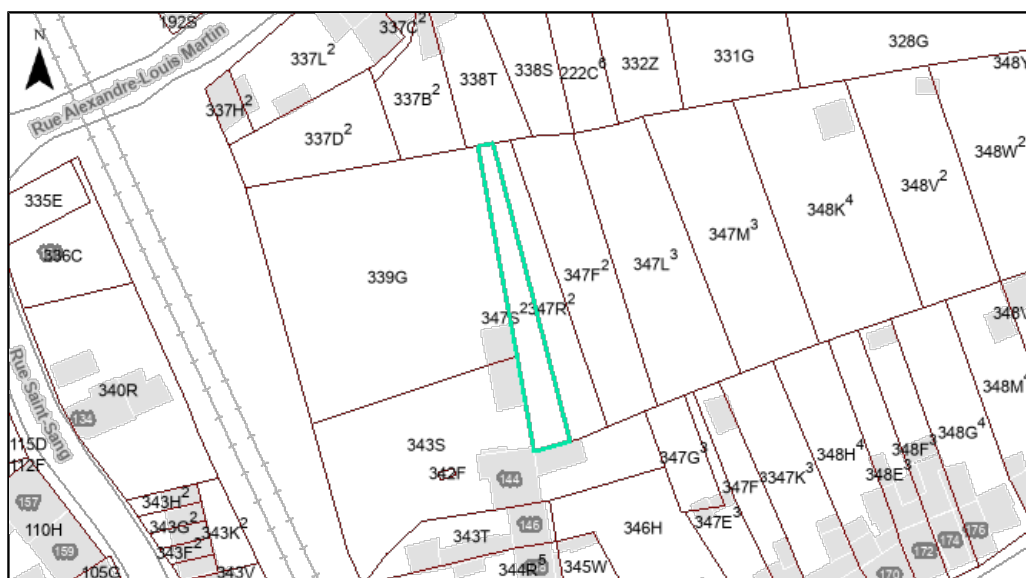 192S
337C²
328G
N
331G
337L²
332Z
348Y
338S
222C⁶
338T
Rue Alexandre-Louis Martin
337B²
337H²
337D²
348W²
348V²
335E
348K⁴
347M³
336C
347L³
339G
347F²
347S²
347R²
340R
348M⁴
134
Rue Saint-Sang
115D
112F
343S
342F
348G⁴
348F³
348H⁴
347G³
348E³
347K³
347F³
144
157
343H²
347E³
343G²
146
346H
110H
343K²
343T
176
174
159
343F²
172
344R⁵
345W
170
105G
343V